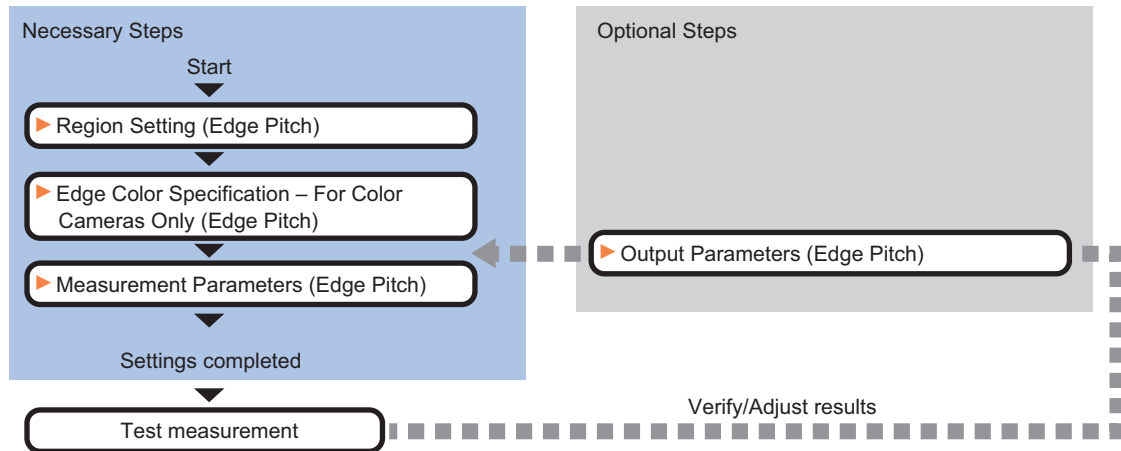 Necessary Steps
Start
Region Setting (Edge Pitch)
Edge Color Specification – For Color
Cameras Only (Edge Pitch)
Measurement Parameters (Edge Pitch)
Settings completed
Test measurement
Optional Steps
Output Parameters (Edge Pitch)
Verify/Adjust results